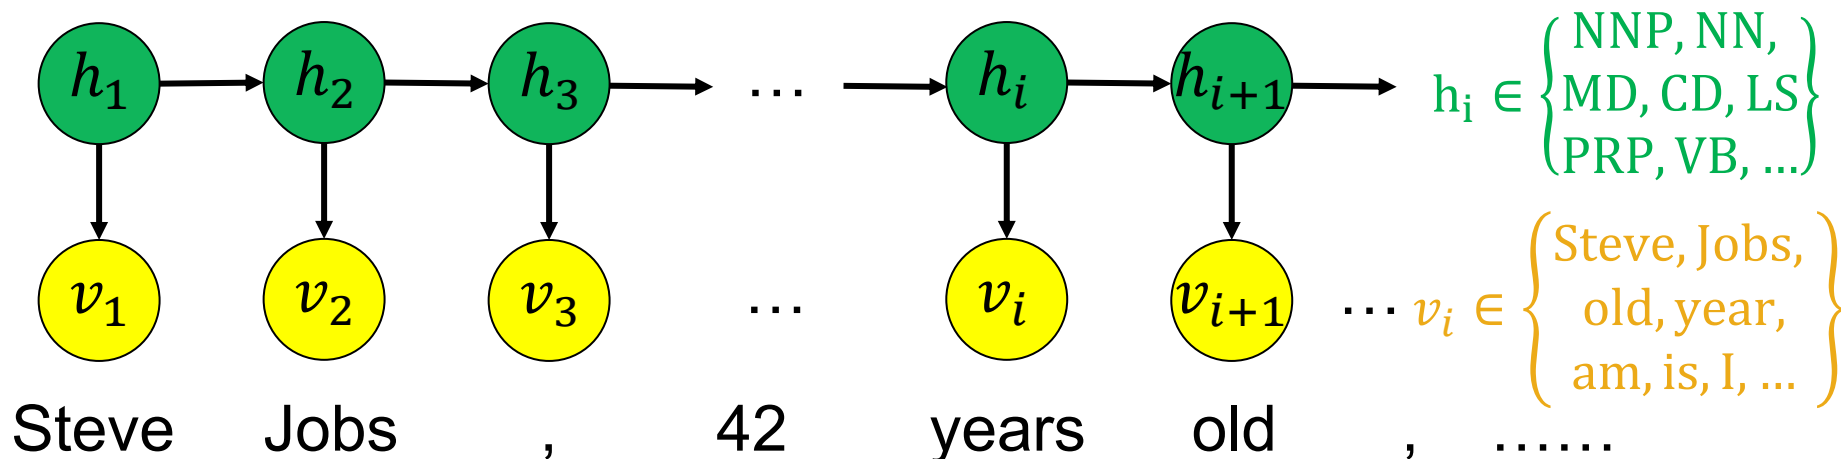 h₁ h₂ h₃ … hᵢ hᵢ₊₁
hᵢ ∈ { NNP, NN,
MD, CD, LS
PRP, VB, … }
v₁ v₂ v₃ … vᵢ vᵢ₊₁ …
vᵢ ∈ { Steve, Jobs,
old, year,
am, is, I, … }
Steve Jobs , 42 years old , ……